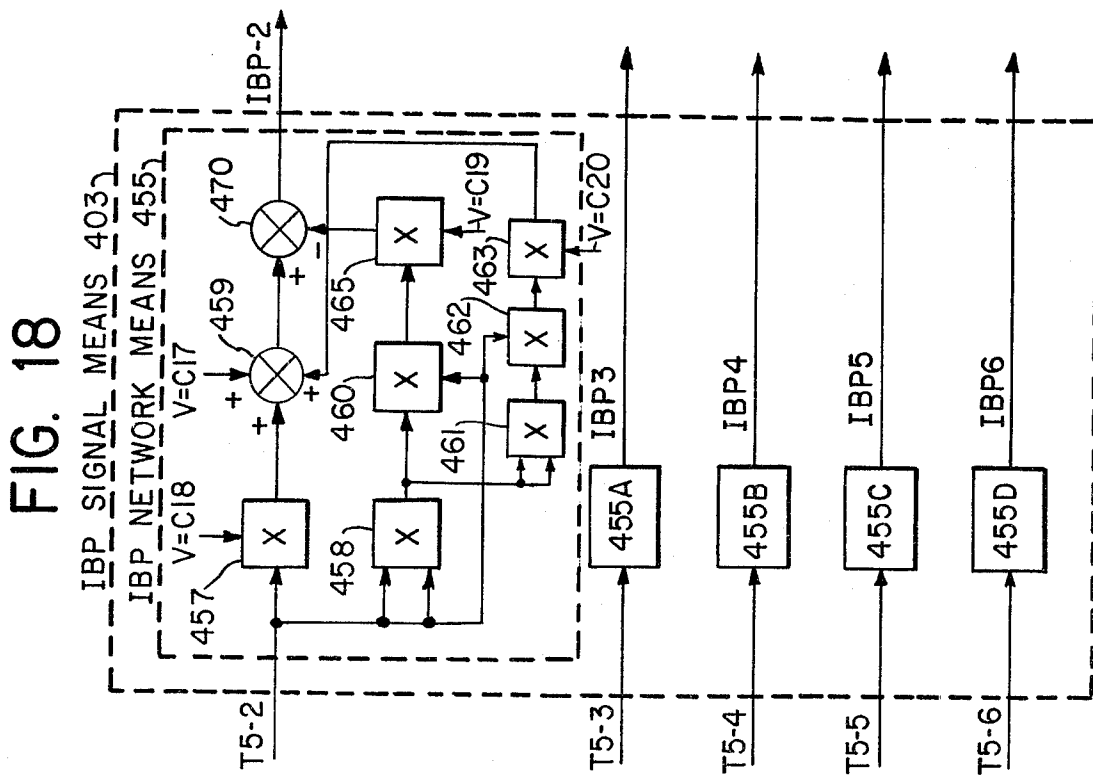 FIG. 18
IBP SIGNAL MEANS 403
IBP NETWORK MEANS 455
V=C18
V=C17
457
459
470
T5-2
X
+
+
+
+
-
IBP-2
458
X
460
X
465
X
V=C19
461
X
462
X
463
X
V=C20
T5-3
455A
IBP3
T5-4
455B
IBP4
T5-5
455C
IBP5
T5-6
455D
IBP6